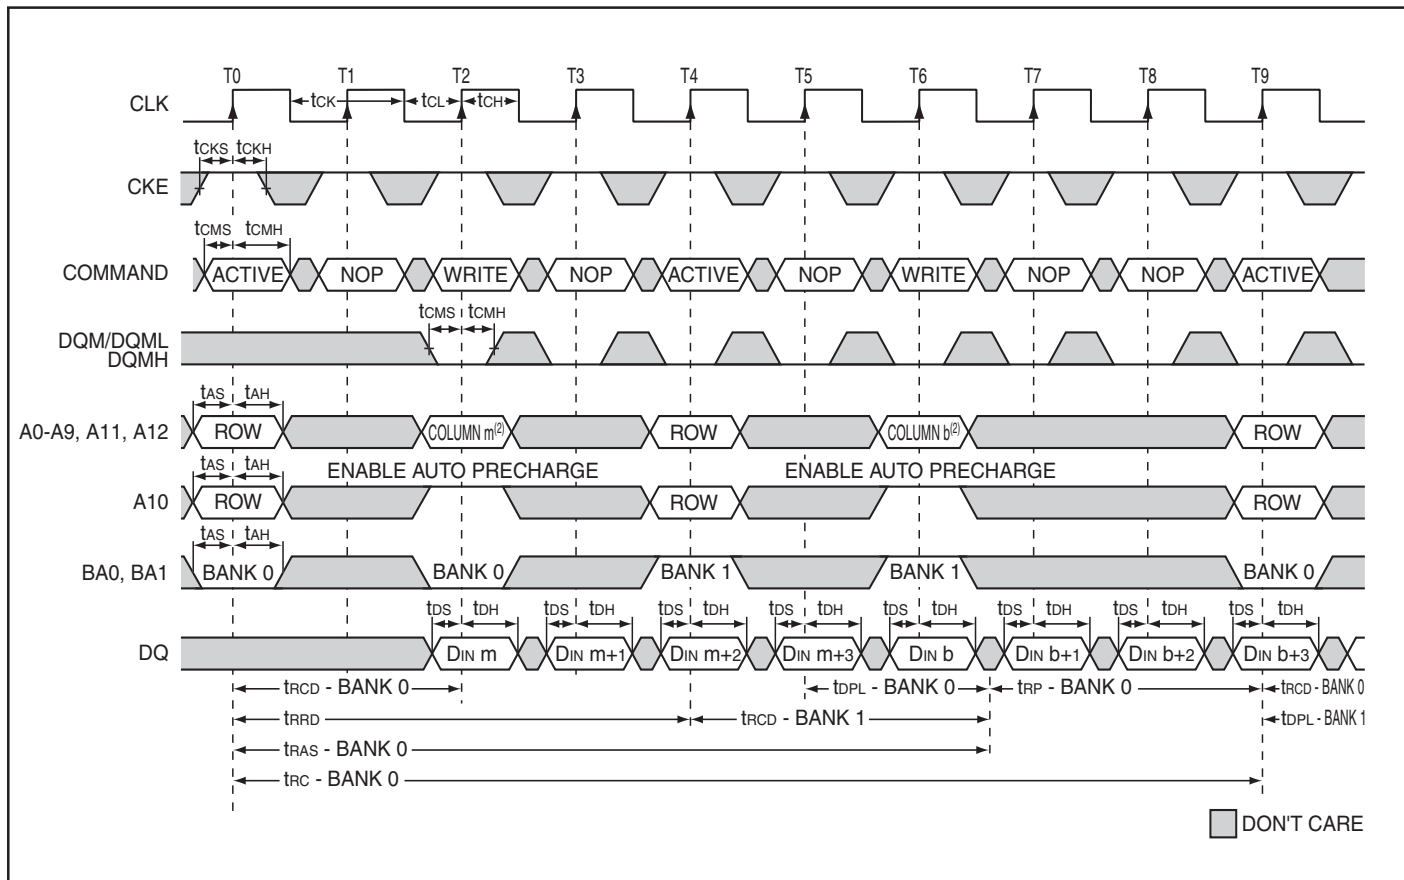 T0 T1 T2 T3 T4 T5 T6 T7 T8 T9
CLK tCK tCL tCH
tCKS tCKH
CKE
tCMS tCMH
COMMAND ACTIVE NOP WRITE NOP ACTIVE NOP WRITE NOP NOP ACTIVE
tCMS tCMH
DQM/DQML
DQMH
tAS tAH
A0-A9, A11, A12 ROW COLUMN m(2) ROW COLUMN b(2) ROW
tAS tAH ENABLE AUTO PRECHARGE ENABLE AUTO PRECHARGE
A10 ROW ROW ROW
tAS tAH
BA0, BA1 BANK 0 BANK 0 BANK 1 BANK 1 BANK 0
tDS tDH tDS tDH tDS tDH tDS tDH tDS tDH tDS tDH tDS tDH tDS tDH
DQ DIN m DIN m+1 DIN m+2 DIN m+3 DIN b DIN b+1 DIN b+2 DIN b+3
tRCD - BANK 0 tDPL - BANK 0 tRP - BANK 0 tRCD - BANK 0
tRRD tRCD - BANK 1 tDPL - BANK 1
tRAS - BANK 0
tRC - BANK 0
DON'T CARE